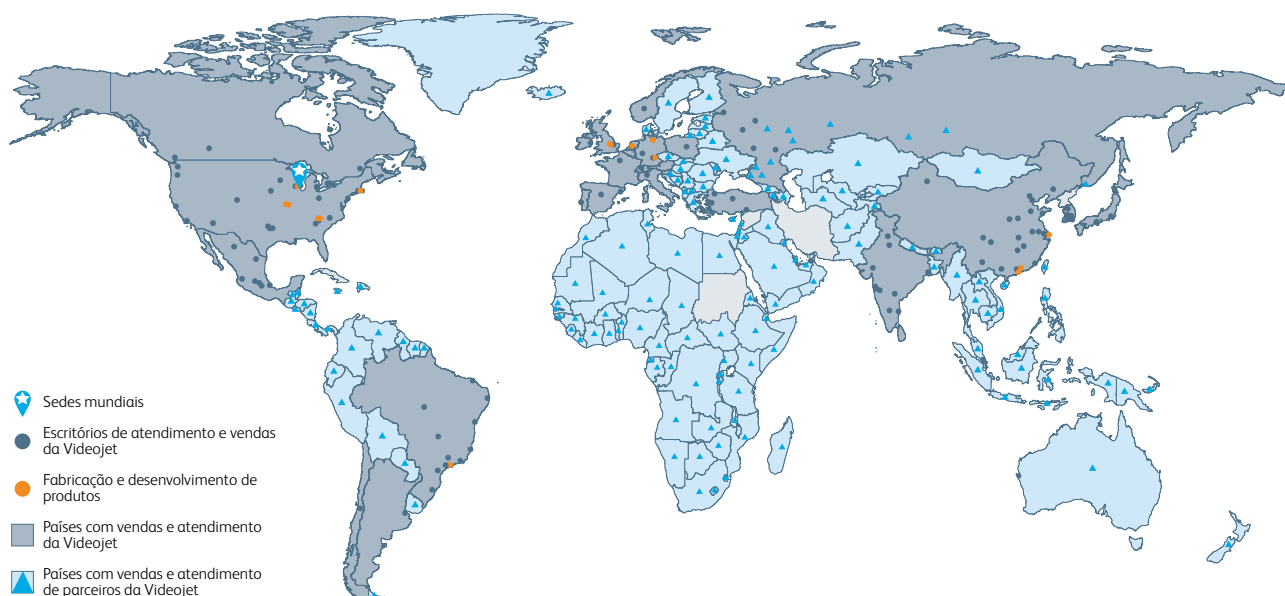 Sedes mundiais
Escritórios de atendimento e vendas
da Videojet
Fabricação e desenvolvimento de
produtos
Países com vendas e atendimento
da Videojet
Países com vendas e atendimento
de parceiros da Videojet